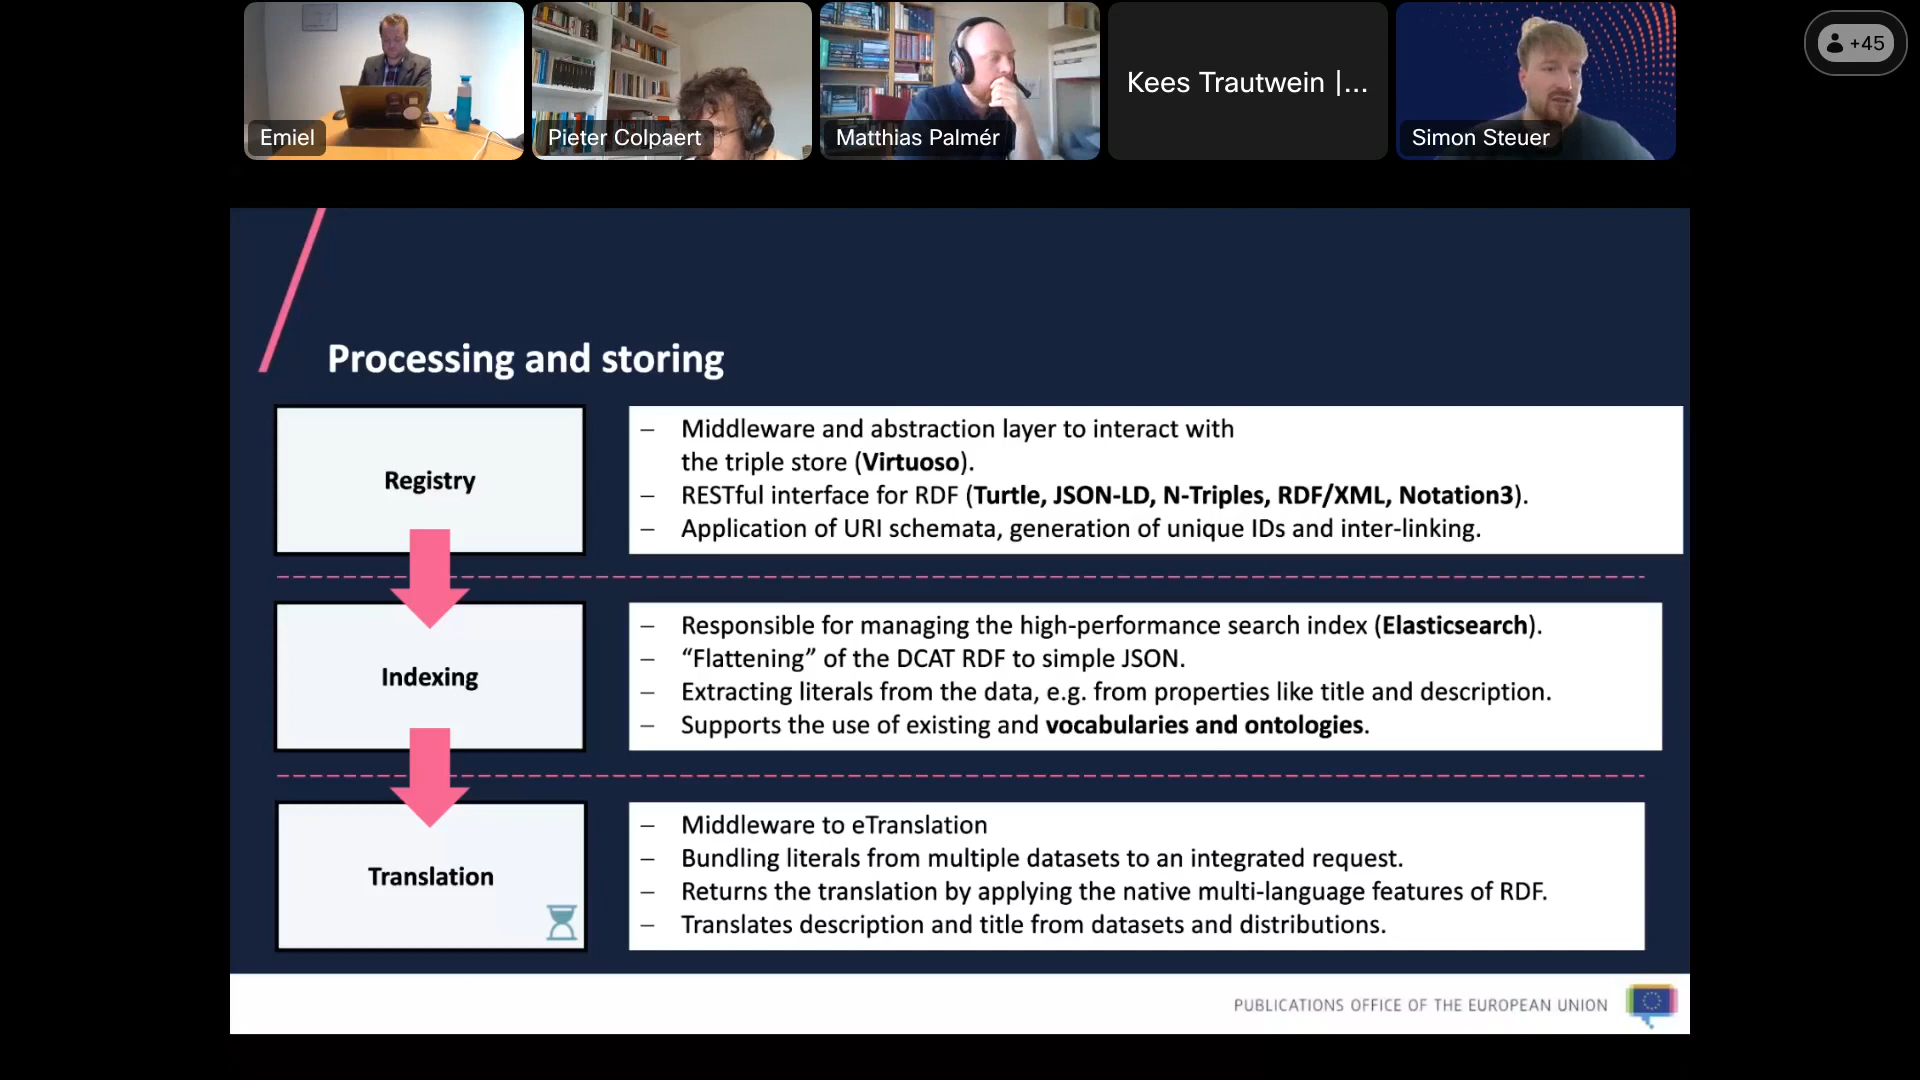 Emiel
Pieter Colpaert
Matthias Palmér
Kees Trautwein |...
Simon Steuer
+45
Processing and storing
Registry
– Middleware and abstraction layer to interact with
the triple store (Virtuoso).
– RESTful interface for RDF (Turtle, JSON-LD, N-Triples, RDF/XML, Notation3).
– Application of URI schemata, generation of unique IDs and inter-linking.
Indexing
– Responsible for managing the high-performance search index (Elasticsearch).
– “Flattening” of the DCAT RDF to simple JSON.
– Extracting literals from the data, e.g. from properties like title and description.
– Supports the use of existing and vocabularies and ontologies.
Translation
– Middleware to eTranslation
– Bundling literals from multiple datasets to an integrated request.
– Returns the translation by applying the native multi-language features of RDF.
– Translates description and title from datasets and distributions.
PUBLICATIONS OFFICE OF THE EUROPEAN UNION